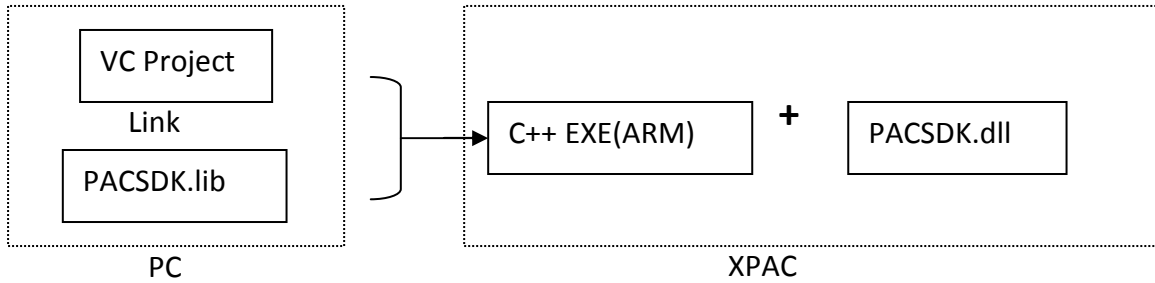 VC Project
Link
PACSDK.lib
PC
C++ EXE(ARM)
+
PACSDK.dll
XPAC